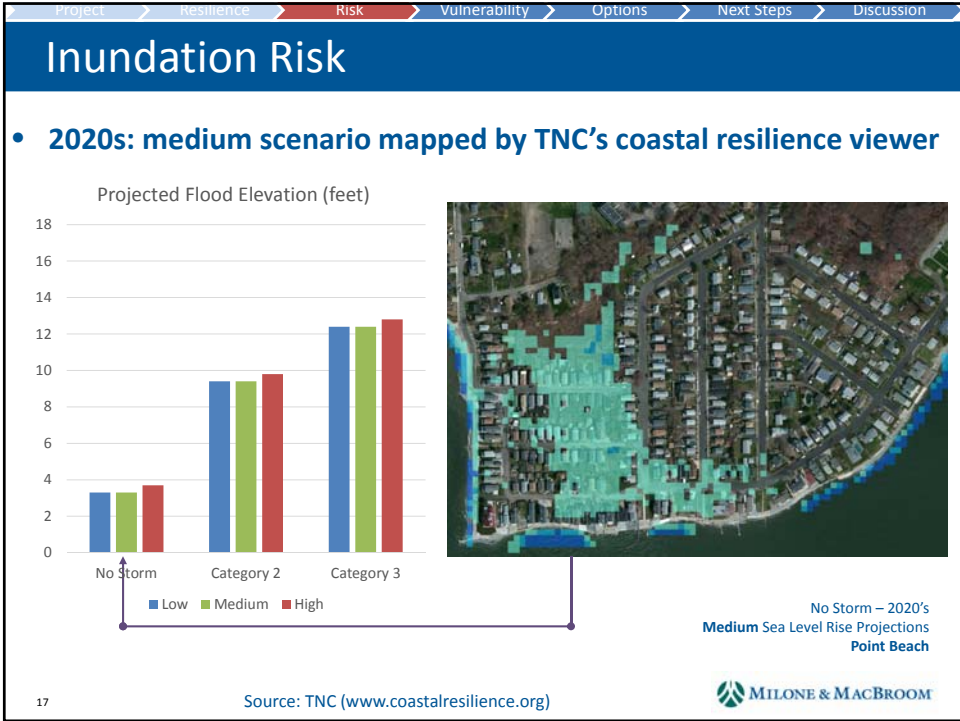 Project Resilience Risk Vulnerability Options Next Steps Discussion
Inundation Risk
• 2020s: medium scenario mapped by TNC’s coastal resilience viewer
Projected Flood Elevation (feet)
18
16
14
12
10
8
6
4
2
0
No Storm Category 2 Category 3
Low Medium High
No Storm – 2020’s
Medium Sea Level Rise Projections
Point Beach
17
Source: TNC (www.coastalresilience.org)
MILONE & MACBROOM